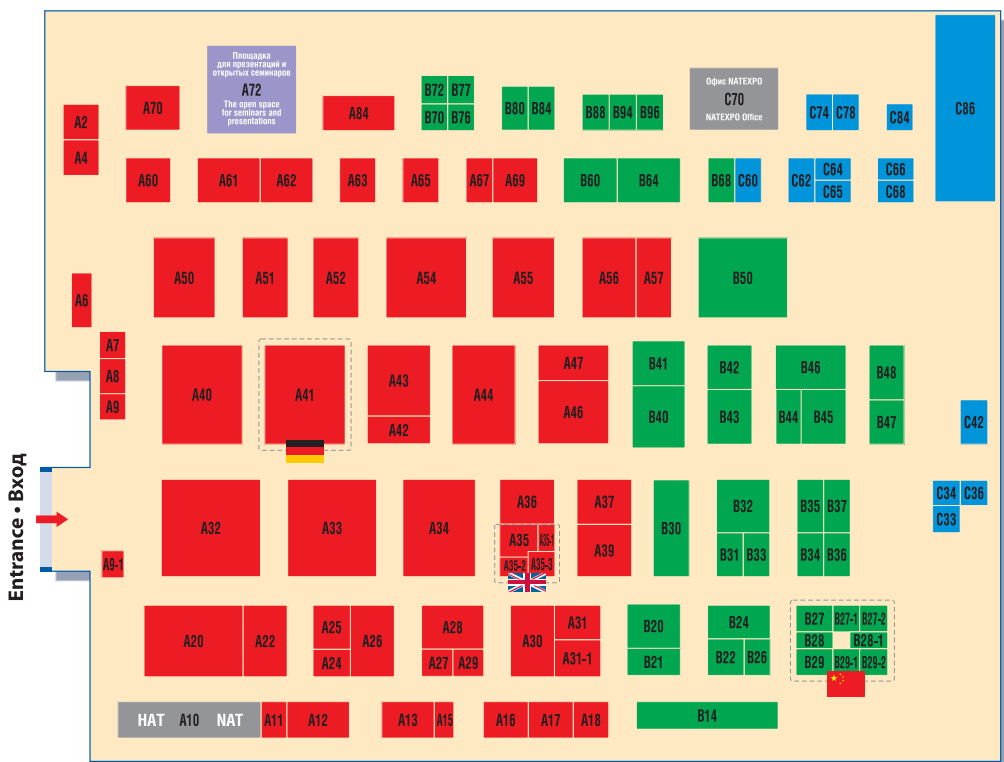 Площадка
для презентаций и
открытых семинаров
A72
The open space
for seminars and
presentations
A70
A84
B72 B77
B70 B76
B80 B84
B88 B94 B96
Офис NATEXPO
C70
NATEXPO Office
C74 C78
C84
C86
A2
A4
A60
A61 A62
A63
A65
A67 A69
B60 B64
B68 C60
C62 C64
C65
C66
C68
A50
A51
A52
A54
A55
A56 A57
B50
A6
A7
A8
A9
A40
A41
A43
A42
A44
A47
A46
B41
B40
B42
B43
B46
B44 B45
B48
B47
C42
Entrance • Вход
A32
A33
A34
A36
A35 A35-1
A35-2 A35-3
A37
A39
B30
B32
B31 B33
B35 B37
B34 B36
C34 C36
C33
A9-1
A20 A22
A25
A24
A26
A28
A27 A29
A30
A31
A31-1
B20
B21
B24
B22 B26
B27 B27-1 B27-2
B28 B28-1
B29 B29-1 B29-2
НАТ A10 NAT
A11 A12
A13 A15
A16 A17 A18
B14